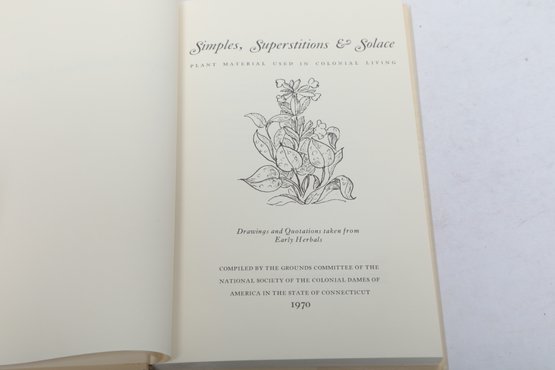 Simples, Superstitions & Solace
PLANT MATERIAL USED IN COLONIAL LIVING
Drawings and Quotations taken from
Early Herbals
COMPILED BY THE GROUNDS COMMITTEE OF THE
NATIONAL SOCIETY OF THE COLONIAL DAMES OF
AMERICA IN THE STATE OF CONNECTICUT
1970